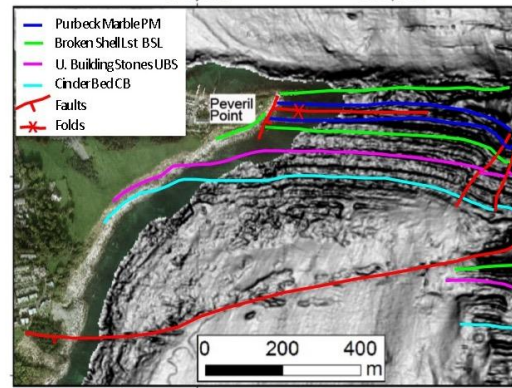 Purbeck Marble PM
Broken Shell Lst BSL
U. Building Stones UBS
Cinder Bed CB
Faults
Folds
Peveril
Point
0 200 400
m